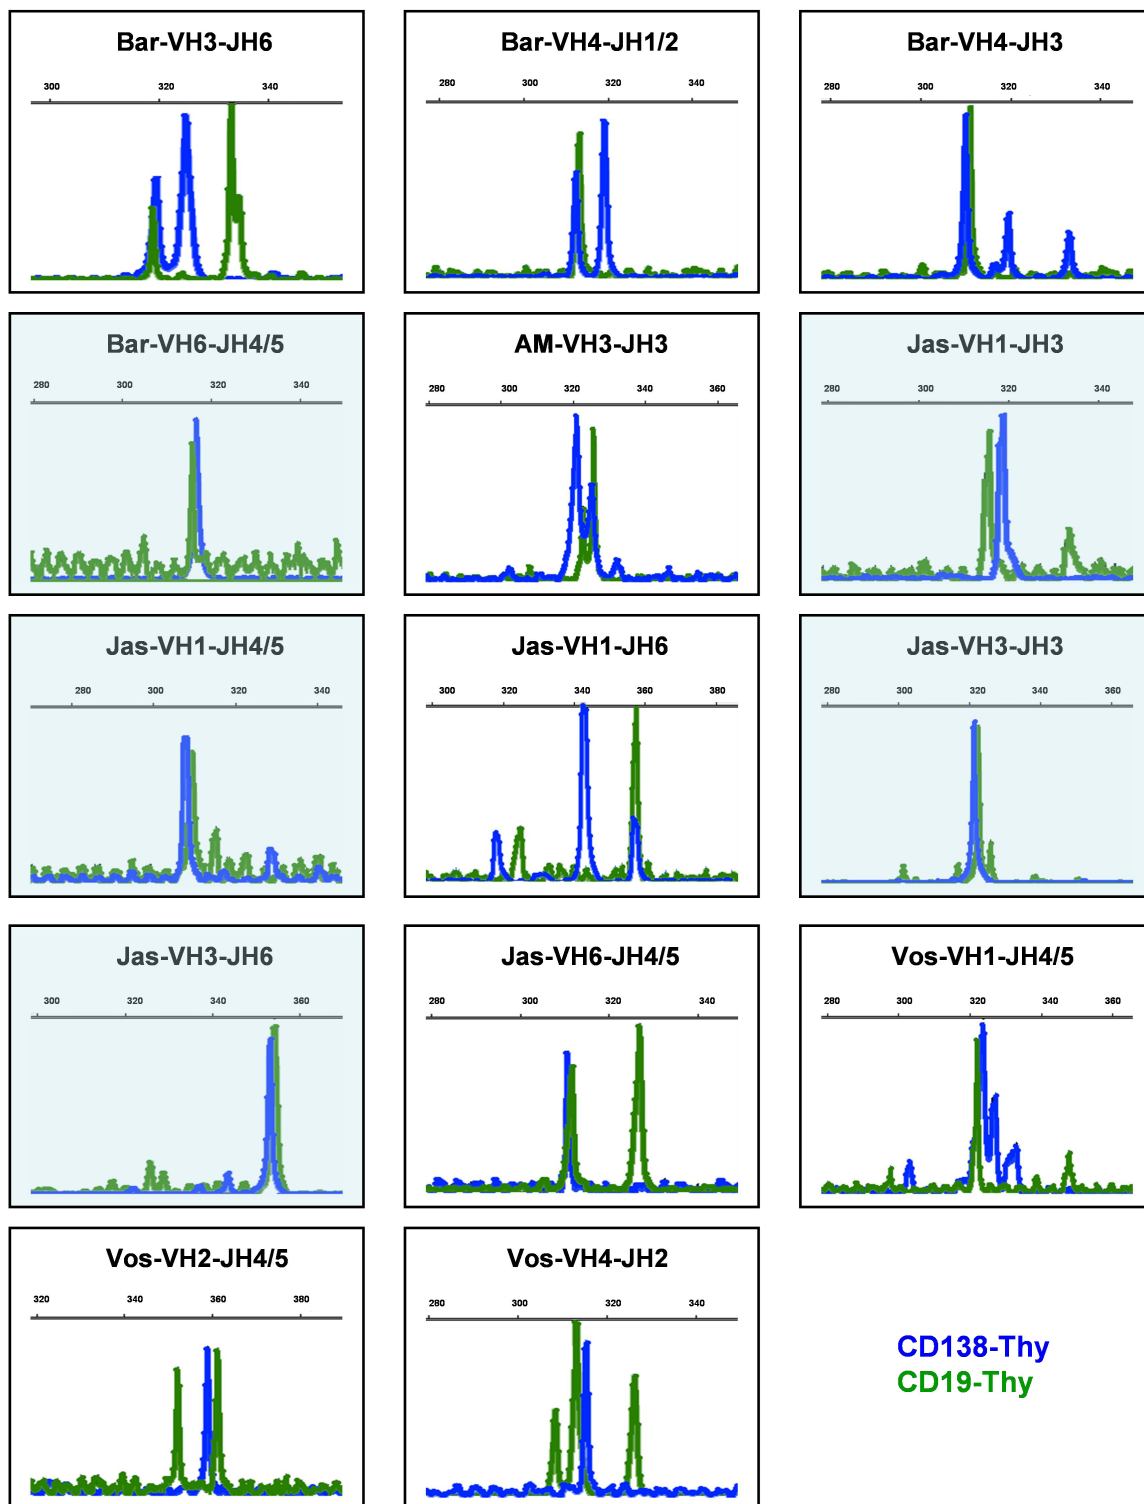 Bar-VH3-JH6
300 320 340
Bar-VH4-JH1/2
280 300 320 340
Bar-VH4-JH3
280 300 320 340
Bar-VH6-JH4/5
280 300 320 340
AM-VH3-JH3
280 300 320 340 360
Jas-VH1-JH3
280 300 320 340
Jas-VH1-JH4/5
280 300 320 340
Jas-VH1-JH6
300 320 340 360 380
Jas-VH3-JH3
280 300 320 340 360
Jas-VH3-JH6
300 320 340 360
Jas-VH6-JH4/5
280 300 320 340
Vos-VH1-JH4/5
280 300 320 340 360
Vos-VH2-JH4/5
320 340 360 380
Vos-VH4-JH2
280 300 320 340
CD138-Thy
CD19-Thy